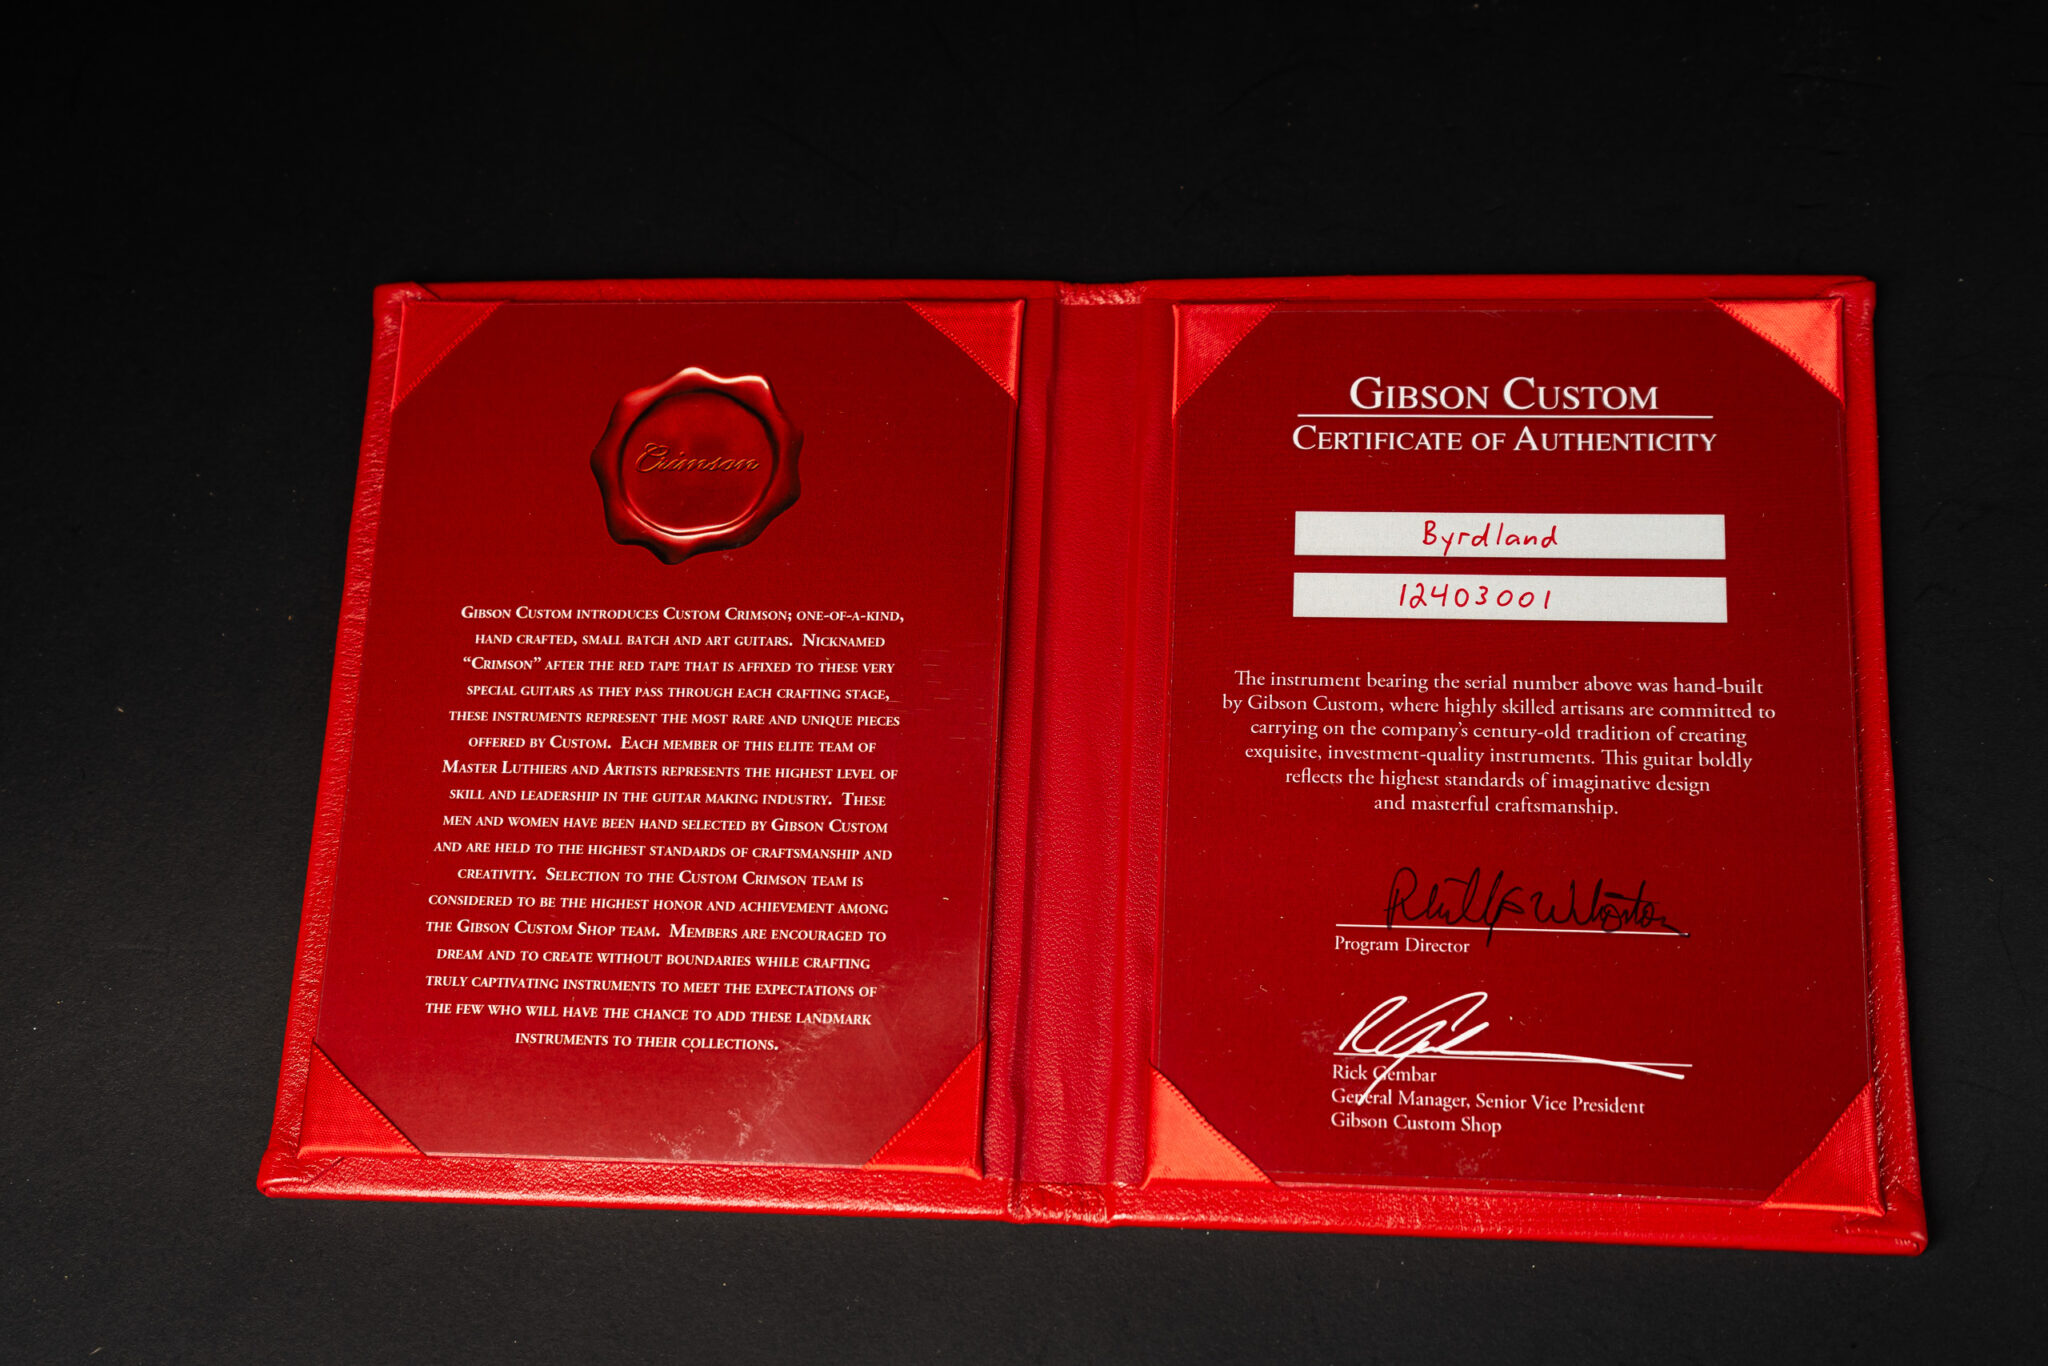 Crimson
Gibson Custom introduces Custom Crimson; one-of-a-kind,
hand crafted, small batch and art guitars. Nicknamed
“Crimson” after the red tape that is affixed to these very
special guitars as they pass through each crafting stage,
these instruments represent the most rare and unique pieces
offered by Custom. Each member of this elite team of
Master Luthiers and Artists represents the highest level of
skill and leadership in the guitar making industry. These
men and women have been hand selected by Gibson Custom
and are held to the highest standards of craftsmanship and
creativity. Selection to the Custom Crimson team is
considered to be the highest honor and achievement among
the Gibson Custom Shop team. Members are encouraged to
dream and to create without boundaries while crafting
truly captivating instruments to meet the expectations of
the few who will have the chance to add these landmark
instruments to their collections.
Gibson Custom
Certificate of Authenticity
Byrdland
12403001
The instrument bearing the serial number above was hand-built
by Gibson Custom, where highly skilled artisans are committed to
carrying on the company's century-old tradition of creating
exquisite, investment-quality instruments. This guitar boldly
reflects the highest standards of imaginative design
and masterful craftsmanship.
Program Director
Rick Gembar
General Manager, Senior Vice President
Gibson Custom Shop